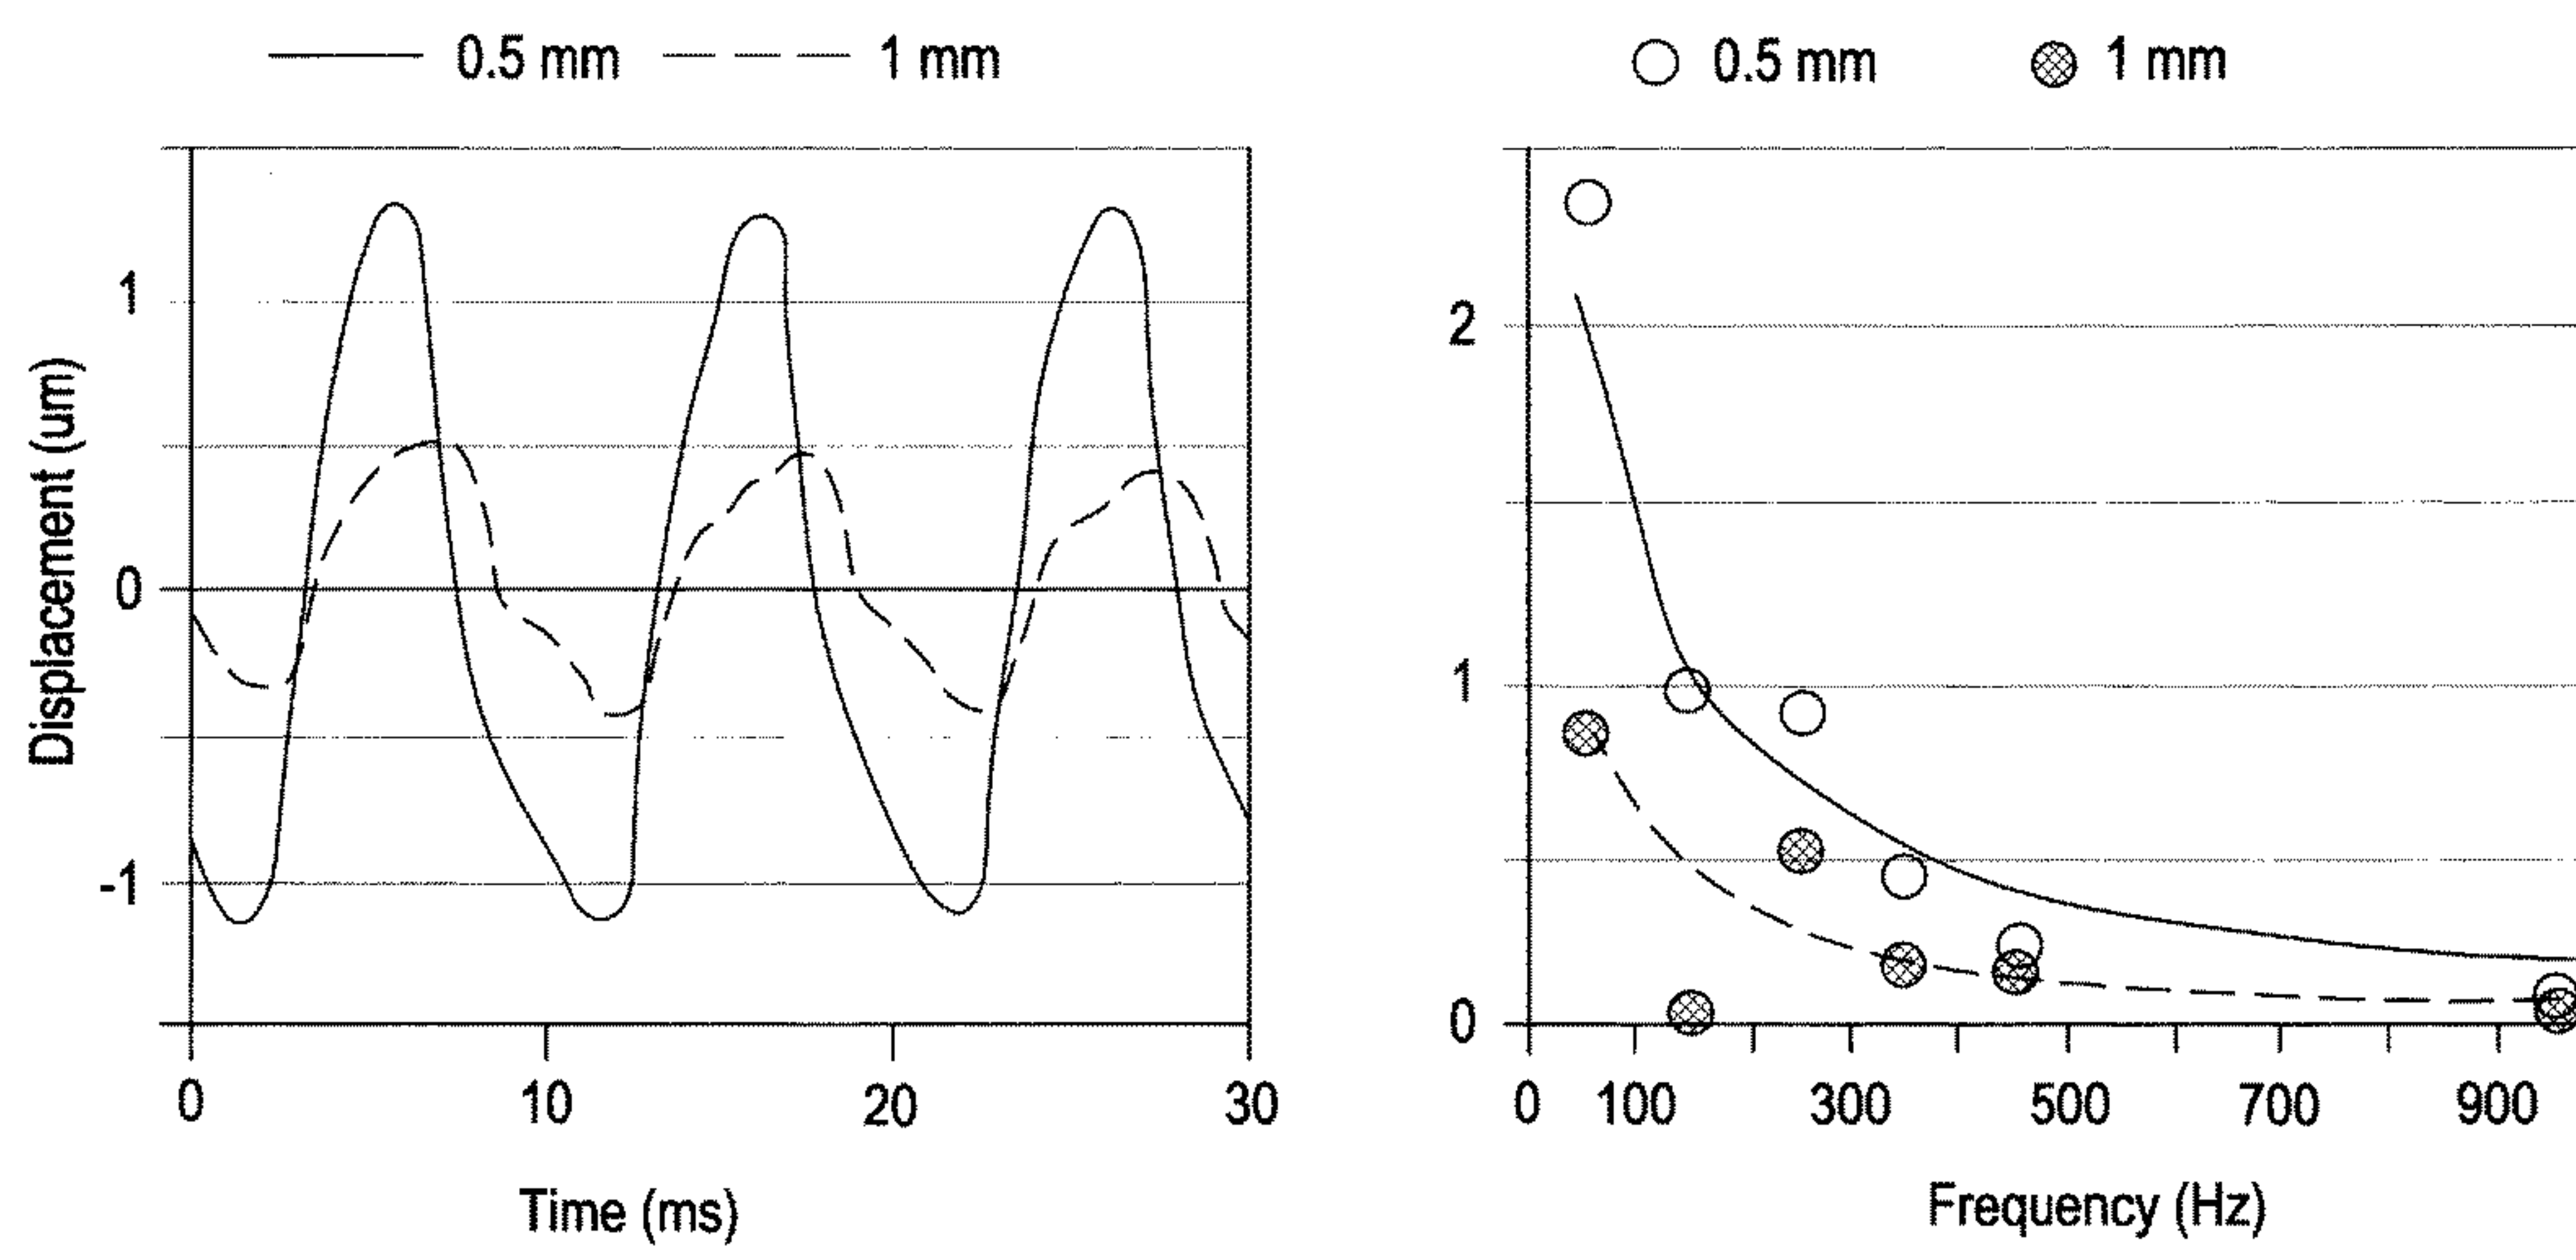 0.5 mm 1 mm
0.5 mm 1 mm
Displacement (um)
1
0
-1
0 10 20 30
Time (ms)
2
1
0
0 100 300 500 700 900
Frequency (Hz)